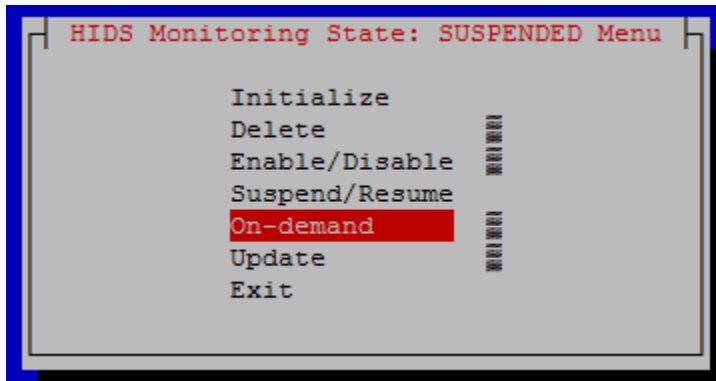 HIDS Monitoring State: SUSPENDED Menu
Initialize
Delete
Enable/Disable
Suspend/Resume
On-demand
Update
Exit